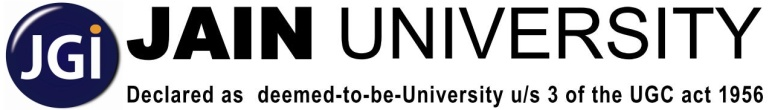 JGi JAIN UNIVERSITY
Declared as deemed-to-be-University u/s 3 of the UGC act 1956